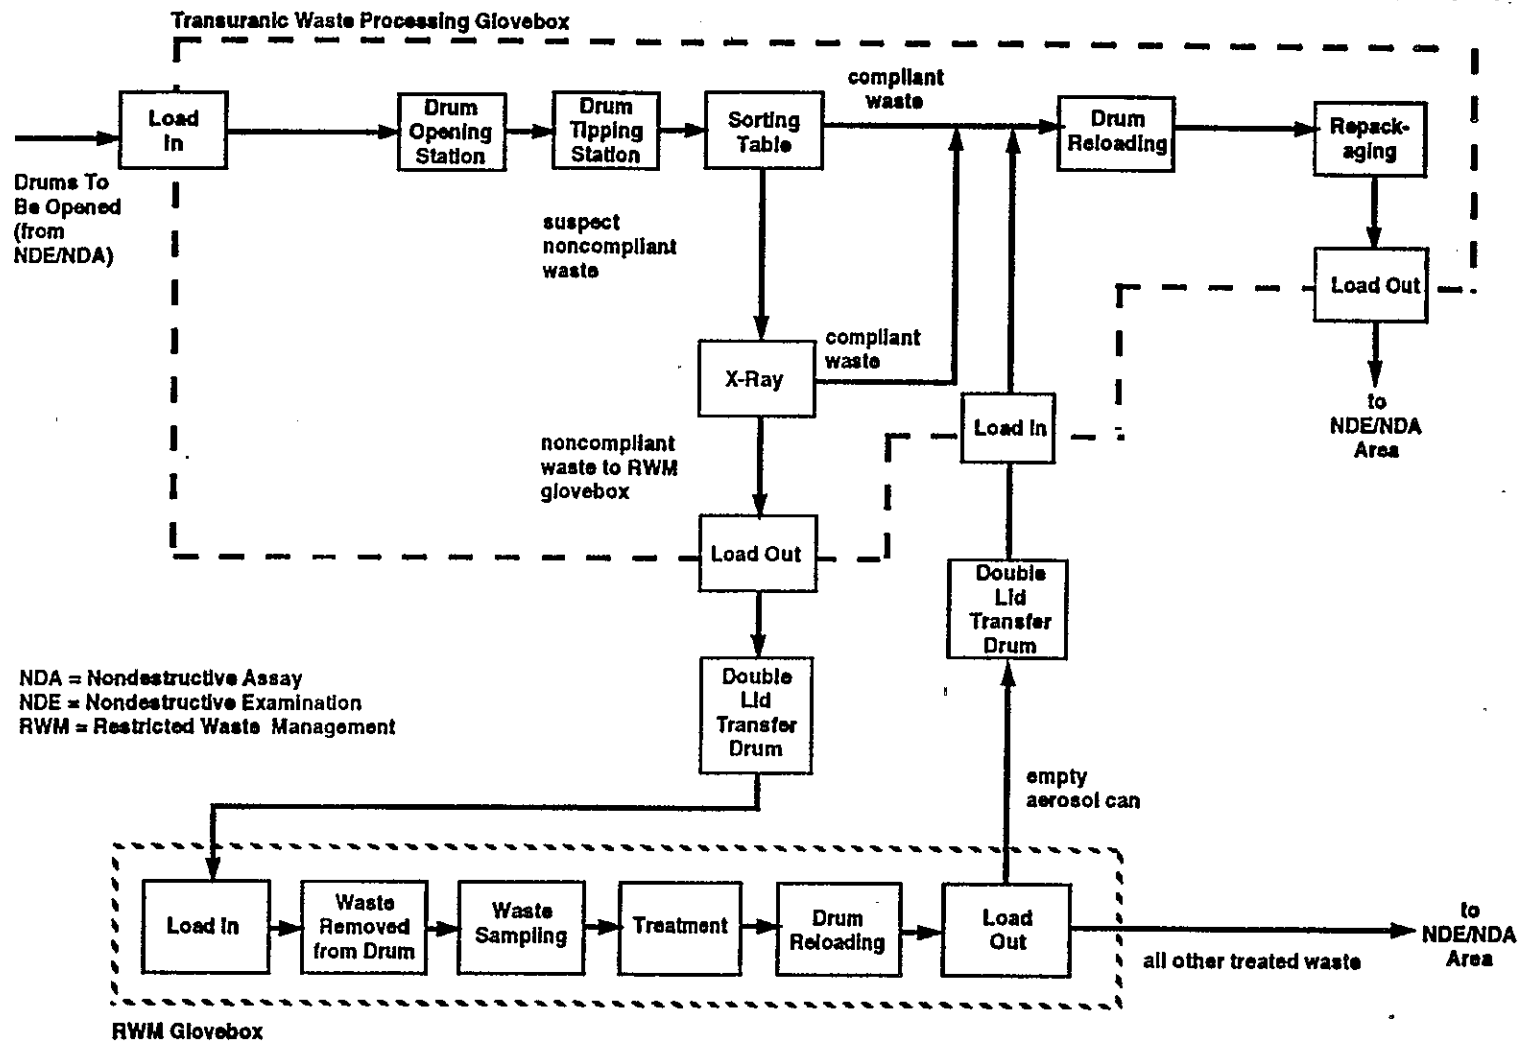 Transuranic Waste Processing Glovebox
Load
In
Drum
Opening
Station
Drum
Tipping
Station
Sorting
Table
compliant
waste
Drum
Reloading
Repack-
aging
Drums To
Be Opened
(from
NDE/NDA)
suspect
noncompliant
waste
Load Out
X-Ray
compliant
waste
to
NDE/NDA
Area
Load In
noncompliant
waste to RWM
glovebox
Load Out
Double
Lid
Transfer
Drum
NDA = Nondestructive Assay
NDE = Nondestructive Examination
RWM = Restricted Waste Management
Double
Lid
Transfer
Drum
empty
aerosol can
Load In
Waste
Removed
from Drum
Waste
Sampling
Treatment
Drum
Reloading
Load
Out
all other treated waste
to
NDE/NDA
Area
RWM Glovebox